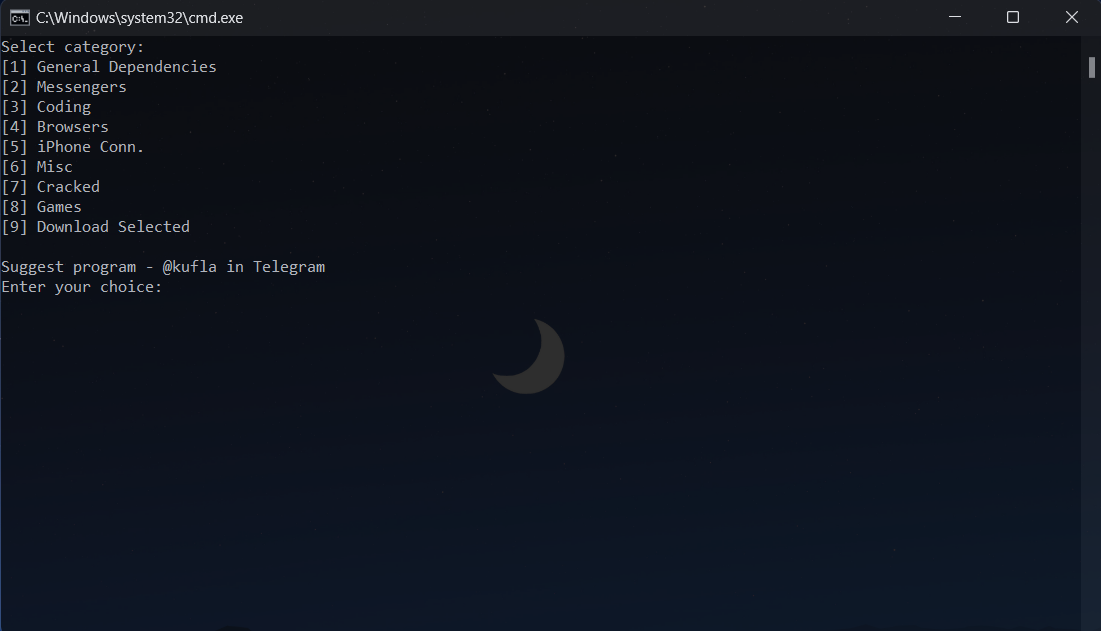 C:\Windows\system32\cmd.exe
Select category:
[1] General Dependencies
[2] Messengers
[3] Coding
[4] Browsers
[5] iPhone Conn.
[6] Misc
[7] Cracked
[8] Games
[9] Download Selected
Suggest program - @kufla in Telegram
Enter your choice: